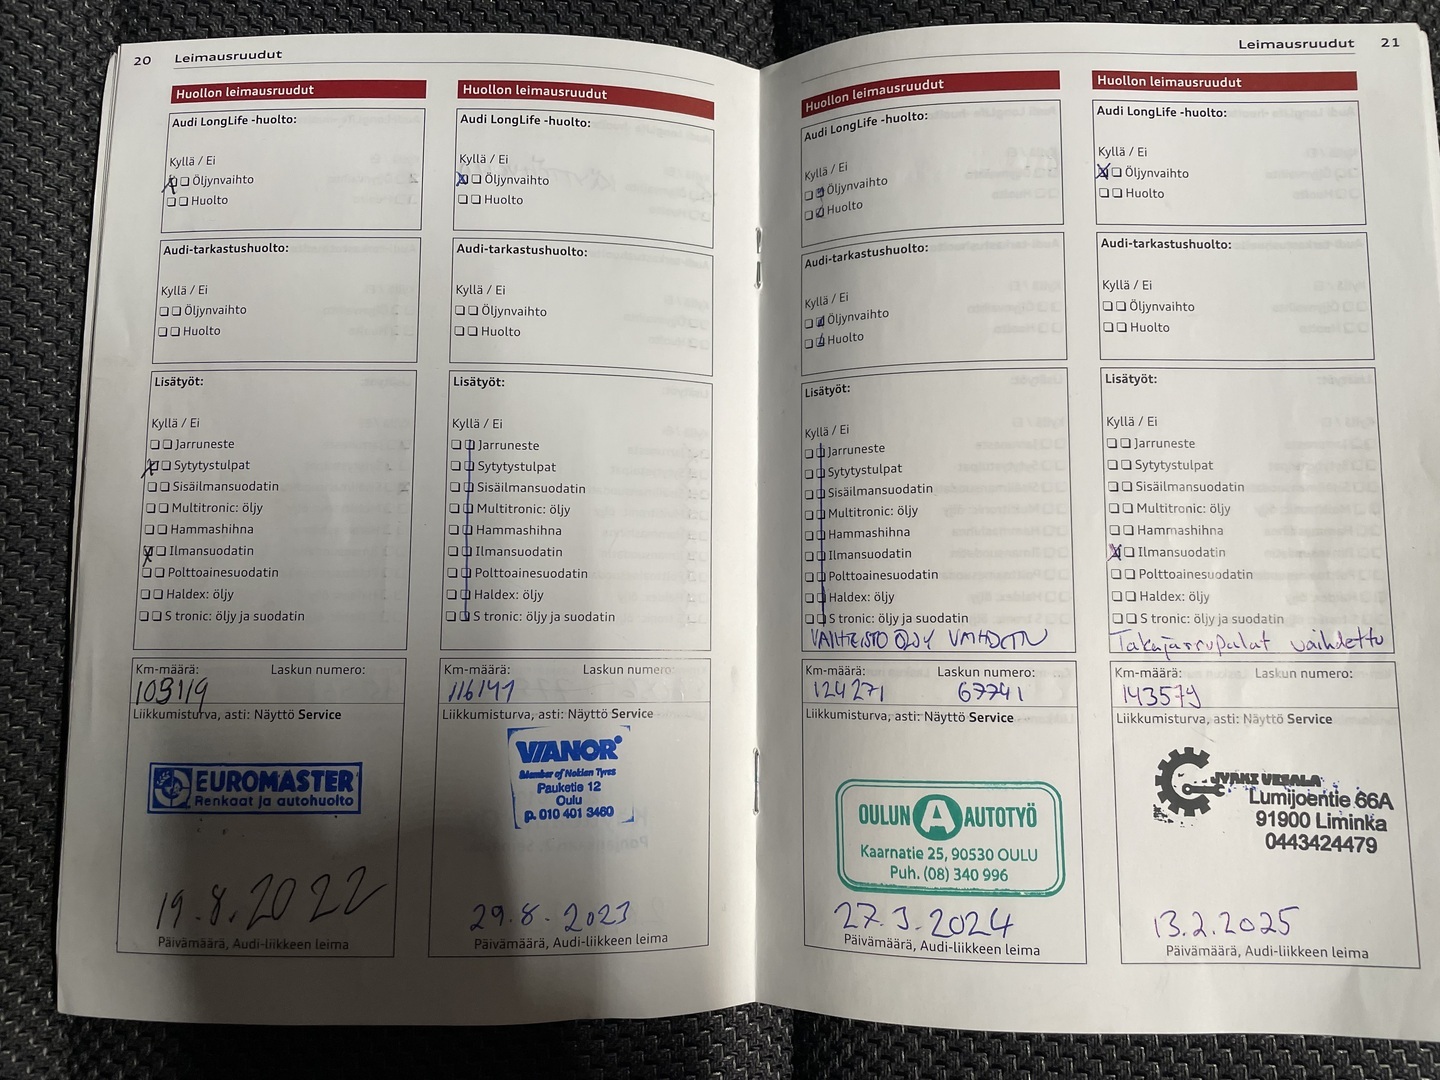 20 Leimausruudut
Huollon leimausruudut
Audi LongLife -huolto:
Kyllä / Ei
Öljynvaihto
Huolto
Audi-tarkastushuolto:
Kyllä / Ei
Öljynvaihto
Huolto
Lisätyöt:
Kyllä / Ei
Jarruneste
Sytytystulpat
Sisäilmansuodatin
Multitronic: öljy
Hammashihna
Ilmansuodatin
Polttoainesuodatin
Haldex: öljy
S tronic: öljy ja suodatin
Km-määrä: Laskun numero:
109119
Liikkumisturva, asti: Näyttö Service
EUROMASTER
Renkaat ja autohuolto
19.8.2022
Päivämäärä, Audi-liikkeen leima
Huollon leimausruudut
Audi LongLife -huolto:
Kyllä / Ei
Öljynvaihto
Huolto
Audi-tarkastushuolto:
Kyllä / Ei
Öljynvaihto
Huolto
Lisätyöt:
Kyllä / Ei
Jarruneste
Sytytystulpat
Sisäilmansuodatin
Multitronic: öljy
Hammashihna
Ilmansuodatin
Polttoainesuodatin
Haldex: öljy
S tronic: öljy ja suodatin
Km-määrä: Laskun numero:
116141
Liikkumisturva, asti: Näyttö Service
VIANOR
Member of Nokian Tyres
Pauketie 12
Oulu
p. 010 401 3460
29.8.2023
Päivämäärä, Audi-liikkeen leima
Leimausruudut 21
Huollon leimausruudut
Audi LongLife -huolto:
Kyllä / Ei
Öljynvaihto
Huolto
Audi-tarkastushuolto:
Kyllä / Ei
Öljynvaihto
Huolto
Lisätyöt:
Kyllä / Ei
Jarruneste
Sytytystulpat
Sisäilmansuodatin
Multitronic: öljy
Hammashihna
Ilmansuodatin
Polttoainesuodatin
Haldex: öljy
S tronic: öljy ja suodatin
VAIHTEISTO ÖLJY
Km-määrä: Laskun numero:
124271 67741
Liikkumisturva, asti: Näyttö Service
OULUN A AUTOTYÖ
Kaarnatie 25, 90530 OULU
Puh. (08) 340 996
27.3.2024
Päivämäärä, Audi-liikkeen leima
Huollon leimausruudut
Audi LongLife -huolto:
Kyllä / Ei
Öljynvaihto
Huolto
Audi-tarkastushuolto:
Kyllä / Ei
Öljynvaihto
Huolto
Lisätyöt:
Kyllä / Ei
Jarruneste
Sytytystulpat
Sisäilmansuodatin
Multitronic: öljy
Hammashihna
Ilmansuodatin
Polttoainesuodatin
Haldex: öljy
S tronic: öljy ja suodatin
Takajarrupalat vaihdettu
Km-määrä: Laskun numero:
143579
Liikkumisturva, asti: Näyttö Service
VESALA
Lumijoentie 66A
91900 Liminka
0443424479
13.2.2025
Päivämäärä, Audi-liikkeen leima